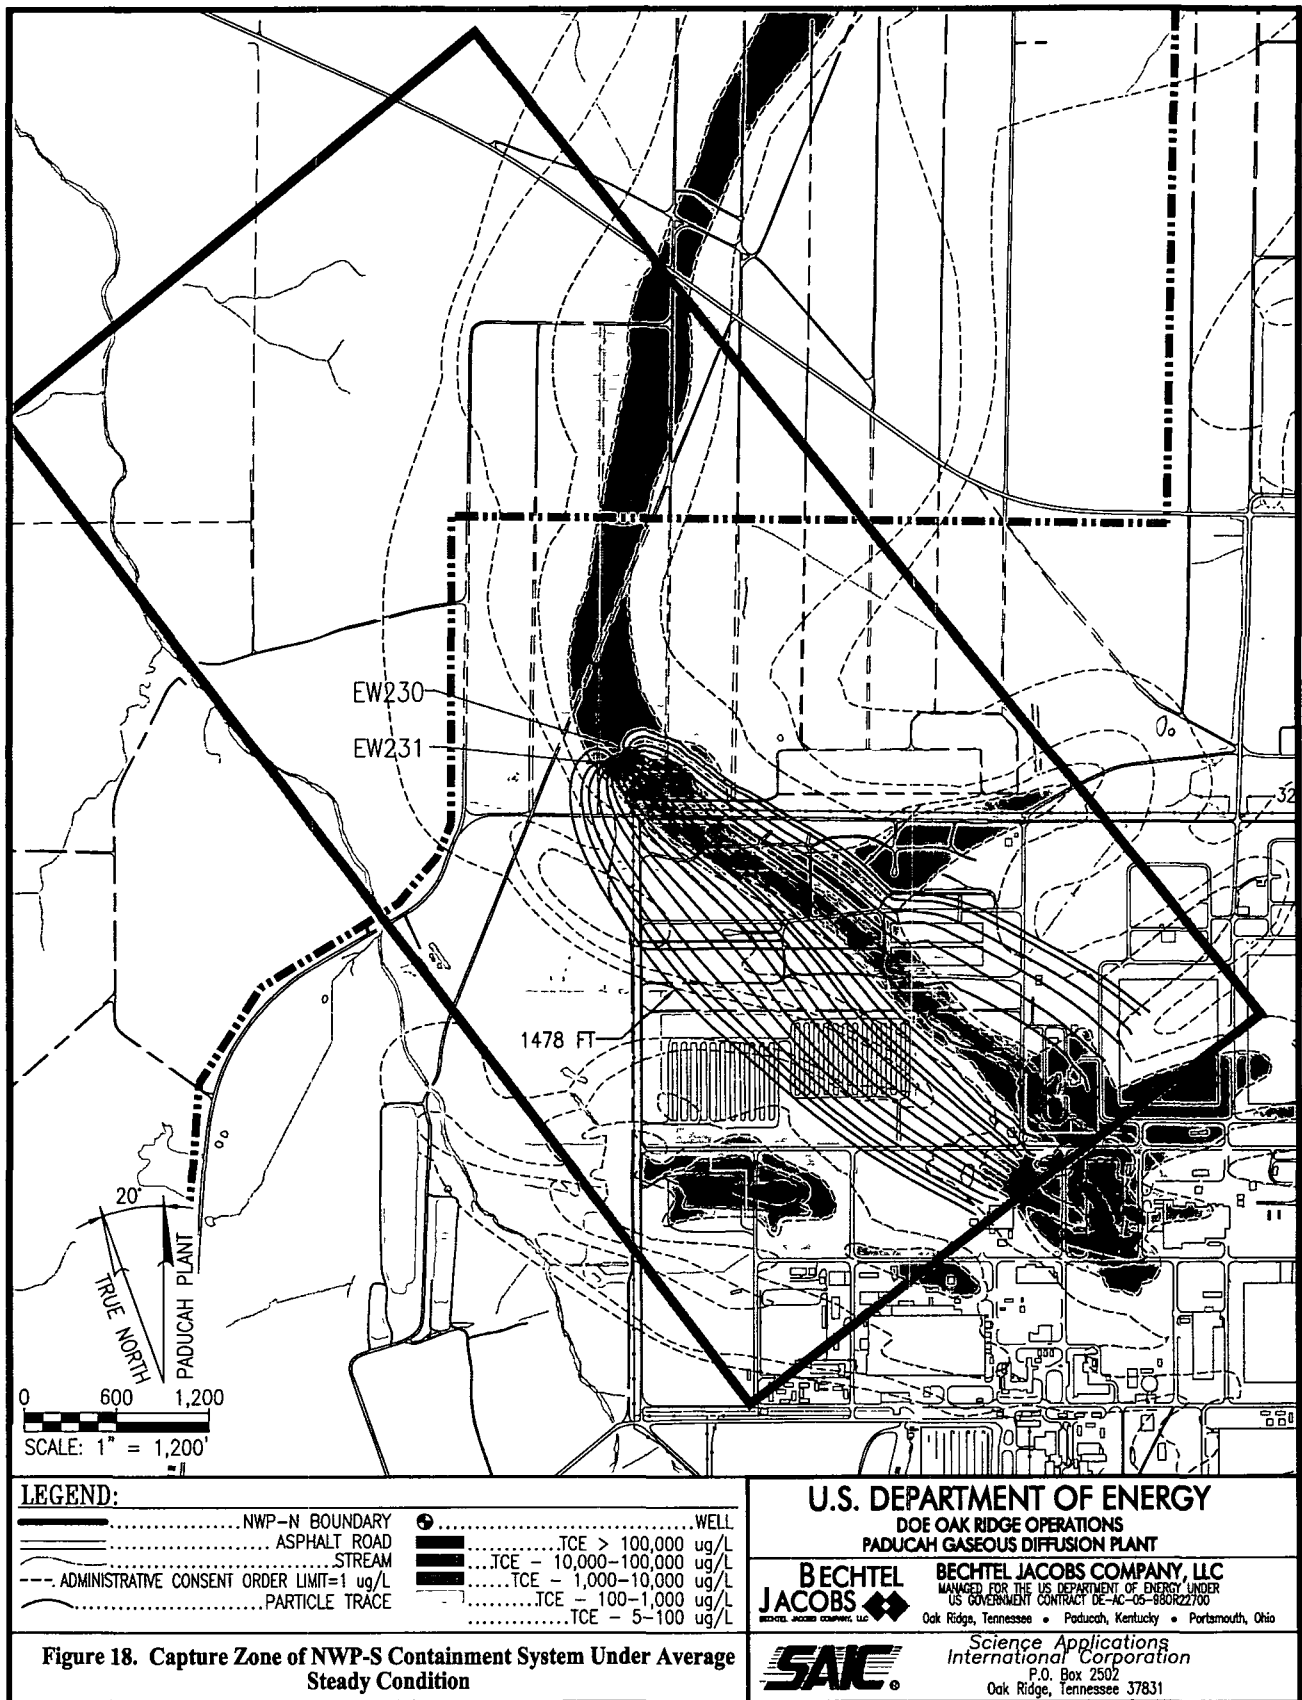 EW230
EW231
32
1478 FT
20°
TRUE NORTH
PADUCAH PLANT
0 600 1,200
SCALE: 1" = 1,200'
LEGEND:
NWP-N BOUNDARY
ASPHALT ROAD
STREAM
ADMINISTRATIVE CONSENT ORDER LIMIT=1 ug/L
PARTICLE TRACE
WELL
TCE > 100,000 ug/L
TCE - 10,000-100,000 ug/L
TCE - 1,000-10,000 ug/L
TCE - 100-1,000 ug/L
TCE - 5-100 ug/L
Figure 18. Capture Zone of NWP-S Containment System Under Average
Steady Condition
U.S. DEPARTMENT OF ENERGY
DOE OAK RIDGE OPERATIONS
PADUCAH GASEOUS DIFFUSION PLANT
BECHTEL
JACOBS
BECHTEL JACOBS COMPANY, LLC
BECHTEL JACOBS COMPANY, LLC
MANAGED FOR THE US DEPARTMENT OF ENERGY UNDER
US GOVERNMENT CONTRACT DE-AC-05-98OR22700
Oak Ridge, Tennessee • Paducah, Kentucky • Portsmouth, Ohio
SAIC®
Science Applications
International Corporation
P.O. Box 2502
Oak Ridge, Tennessee 37831